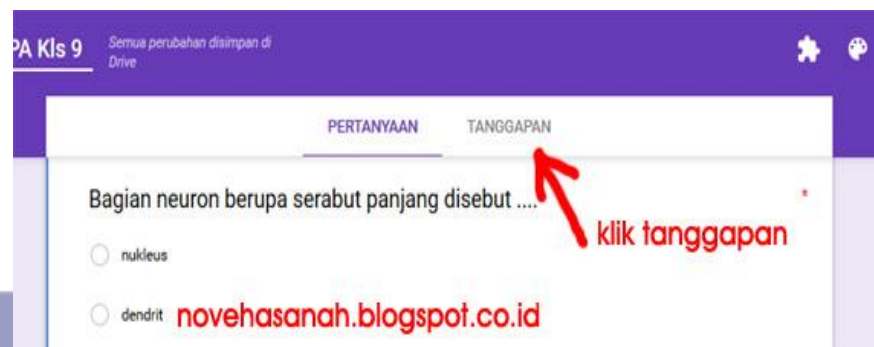 PA Kls 9
Semua perubahan disimpan di
Drive
PERTANYAAN TANGGAPAN
Bagian neuron berupa serabut panjang disebut .... *
klik tanggapan
nukleus
dendrit
novehasanah.blogspot.co.id